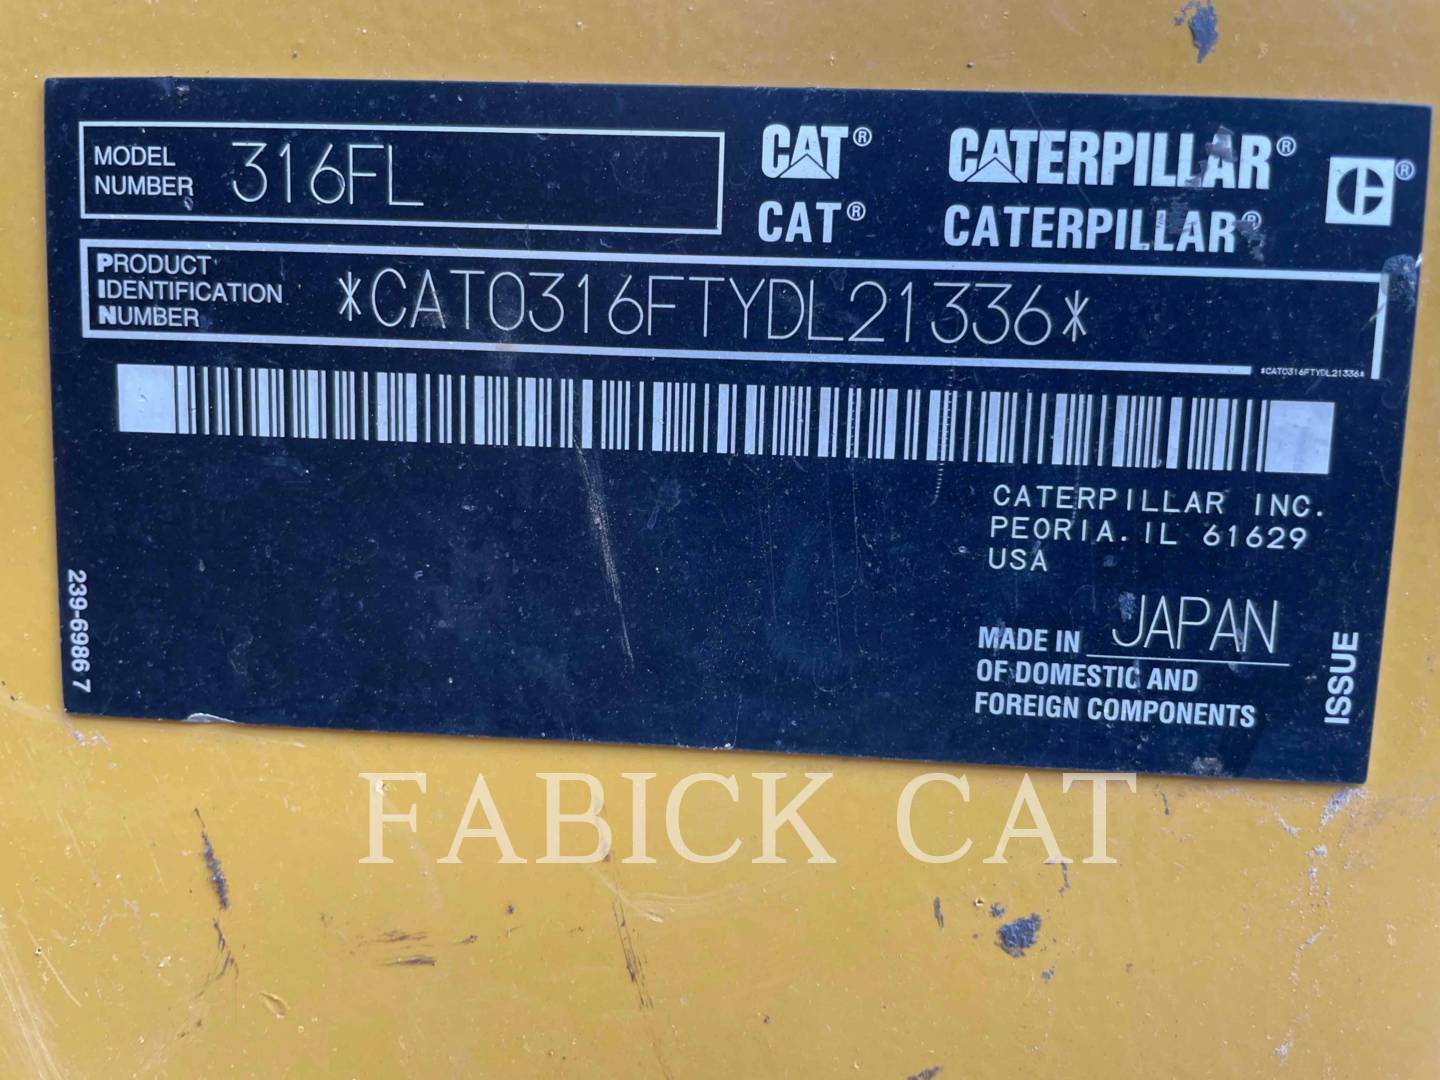 MODEL NUMBER 316FL
CAT® CATERPILLAR® ®
CAT® CATERPILLAR®
PRODUCT IDENTIFICATION NUMBER *CAT0316FTYDL21336*
*CAT0316FTYDL21336*
CATERPILLAR INC.
PEORIA. IL 61629
USA
MADE IN JAPAN
OF DOMESTIC AND
FOREIGN COMPONENTS
ISSUE
239-6986 7
FABICK CAT